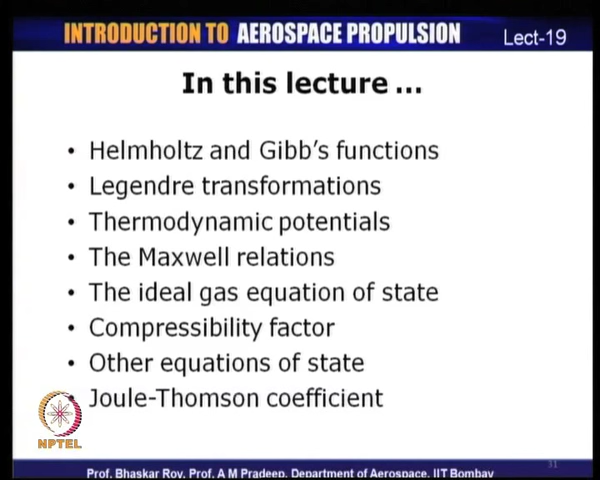 INTRODUCTION TO AEROSPACE PROPULSION Lect-19
In this lecture ...
• Helmholtz and Gibb's functions
• Legendre transformations
• Thermodynamic potentials
• The Maxwell relations
• The ideal gas equation of state
• Compressibility factor
• Other equations of state
• Joule-Thomson coefficient
NPTEL
31
Prof. Bhaskar Roy, Prof. A M Pradeep, Department of Aerospace, IIT Bombay